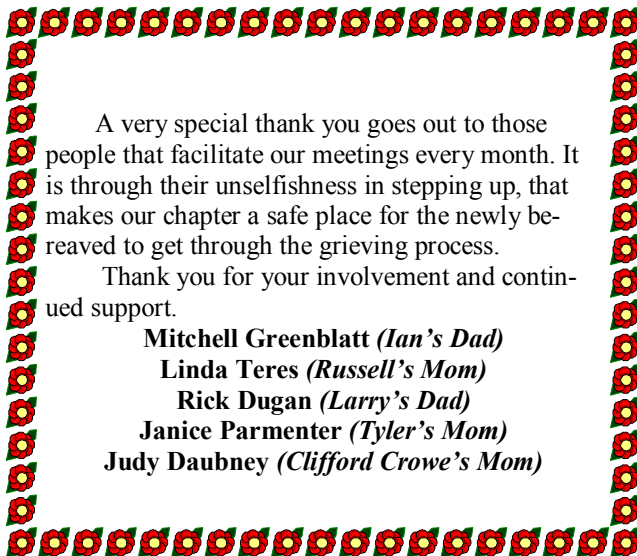 A very special thank you goes out to those
people that facilitate our meetings every month. It
is through their unselfishness in stepping up, that
makes our chapter a safe place for the newly be-
reaved to get through the grieving process.
Thank you for your involvement and contin-
ued support.
Mitchell Greenblatt (Ian’s Dad)
Linda Teres (Russell’s Mom)
Rick Dugan (Larry’s Dad)
Janice Parmenter (Tyler’s Mom)
Judy Daubney (Clifford Crowe’s Mom)